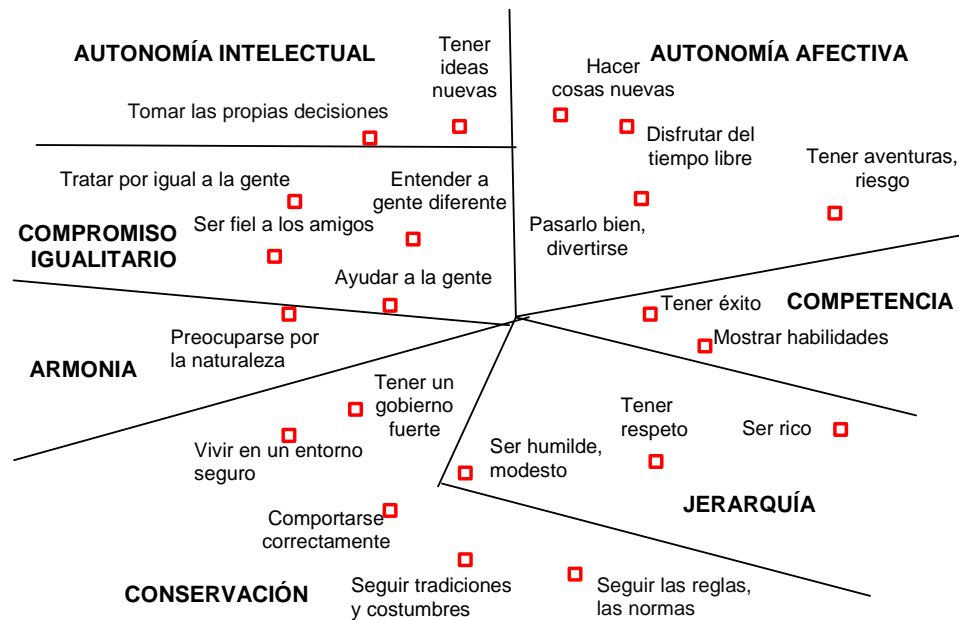 AUTONOMÍA INTELECTUAL
Tener
ideas
nuevas
Tomar las propias decisiones
AUTONOMÍA AFECTIVA
Hacer
cosas nuevas
Disfrutar del
tiempo libre
Tener aventuras,
riesgo
Pasarlo bien,
divertirse
Tratar por igual a la gente
Entender a
gente diferente
Ser fiel a los amigos
COMPROMISO
IGUALITARIO
Ayudar a la gente
Tener éxito
COMPETENCIA
Mostrar habilidades
Preocuparse por
la naturaleza
ARMONIA
Tener un
gobierno
fuerte
Vivir en un entorno
seguro
Ser humilde,
modesto
Tener
respeto
Ser rico
JERARQUÍA
Comportarse
correctamente
CONSERVACIÓN
Seguir tradiciones
y costumbres
Seguir las reglas,
las normas